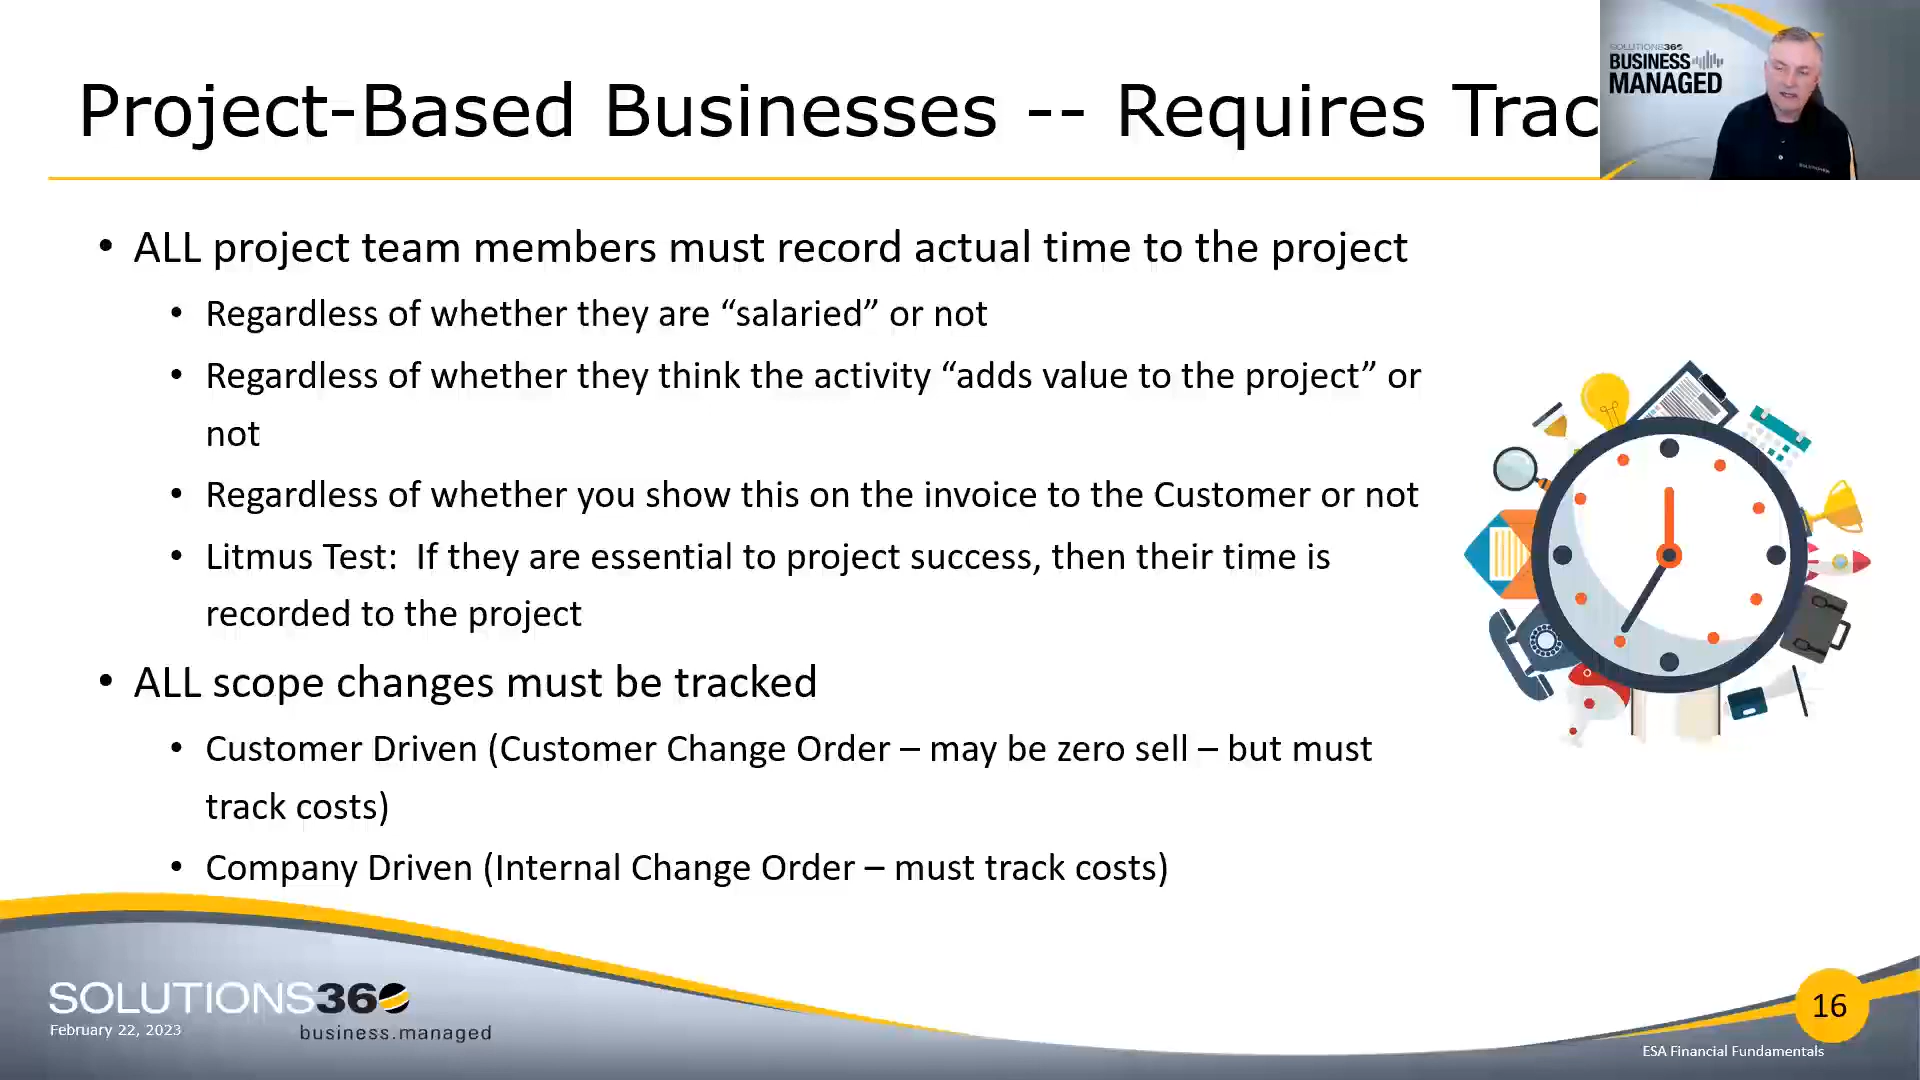 Project-Based Businesses -- Requires Trac
SOLUTIONS360
BUSINESS
MANAGED
• ALL project team members must record actual time to the project
• Regardless of whether they are “salaried” or not
• Regardless of whether they think the activity “adds value to the project” or
not
• Regardless of whether you show this on the invoice to the Customer or not
• Litmus Test:  If they are essential to project success, then their time is
recorded to the project
• ALL scope changes must be tracked
• Customer Driven (Customer Change Order – may be zero sell – but must
track costs)
• Company Driven (Internal Change Order – must track costs)
SOLUTIONS360
February 22, 2023
business.managed
16
ESA Financial Fundamentals